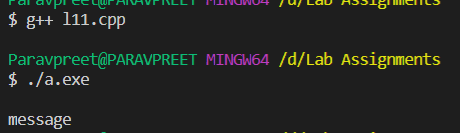 Paravpreet@PARAVPREET MINGW64 /d/Lab Assignments
$ g++ l11.cpp
Paravpreet@PARAVPREET MINGW64 /d/Lab Assignments
$ ./a.exe
message